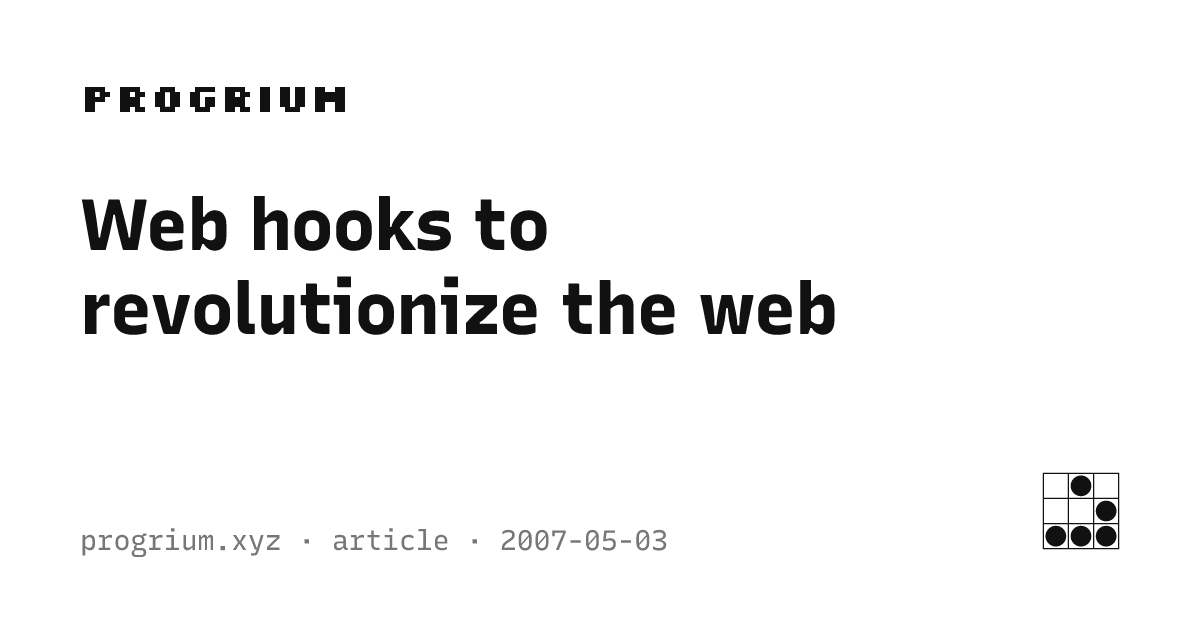 PROGRIUM
Web hooks to
revolutionize the web
progrium.xyz · article · 2007-05-03